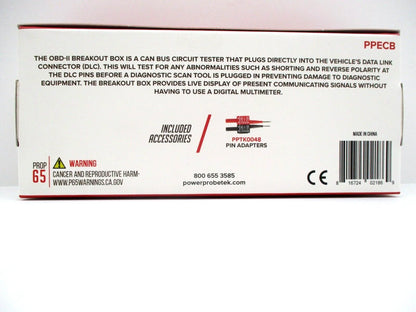 PPECB
THE OBD-II BREAKOUT BOX IS A CAN BUS CIRCUIT TESTER THAT PLUGS DIRECTLY INTO THE VEHICLE'S DATA LINK
CONNECTOR (DLC). THIS WILL TEST FOR ANY ABNORMALITIES SUCH AS SHORTING AND REVERSE POLARITY AT
THE DLC PINS BEFORE A DIAGNOSTIC SCAN TOOL IS PLUGGED IN PREVENTING DAMAGE TO DIAGNOSTIC
EQUIPMENT. THE BREAKOUT BOX PROVIDES LIVE DISPLAY OF PRESENT COMMUNICATING SIGNALS WITHOUT
HAVING TO USE A DIGITAL MULTIMETER.
INCLUDED
ACCESSORIES
PPTK0048
PIN ADAPTERS
MADE IN CHINA
PROP
65
WARNING
CANCER AND REPRODUCTIVE HARM-
WWW.P65WARNINGS.CA.GOV
800 655 3585
powerprobetek.com
CE
8 16724 02186 8